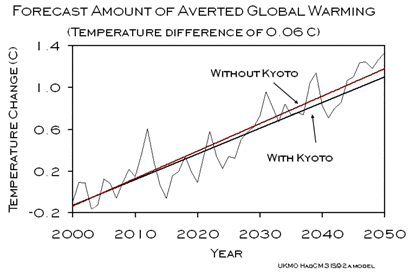 FORECAST AMOUNT OF AVERTED GLOBAL WARMING
(TEMPERATURE DIFFERENCE OF 0.06 C)
TEMPERATURE CHANGE (C)
1.4
1.0
0.6
0.2
-0.2
WITHOUT KYOTO
WITH KYOTO
2000 2010 2020 2030 2040 2050
YEAR
UKMO HADCM3 IS92A MODEL